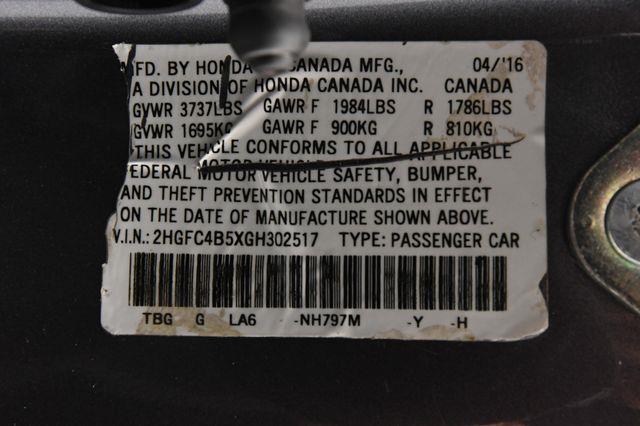 MFD. BY HONDA CANADA MFG., 04/'16
A DIVISION OF HONDA CANADA INC. CANADA
GVWR 3737LBS GAWR F 1984LBS R 1786LBS
GVWR 1695KG GAWR F 900KG R 810KG
THIS VEHICLE CONFORMS TO ALL APPLICABLE
FEDERAL MOTOR VEHICLE SAFETY, BUMPER,
AND THEFT PREVENTION STANDARDS IN EFFECT
ON THE DATE OF MANUFACTURE SHOWN ABOVE.
V.I.N.: 2HGFC4B5XGH302517 TYPE: PASSENGER CAR
TBG G LA6 -NH797M -Y -H